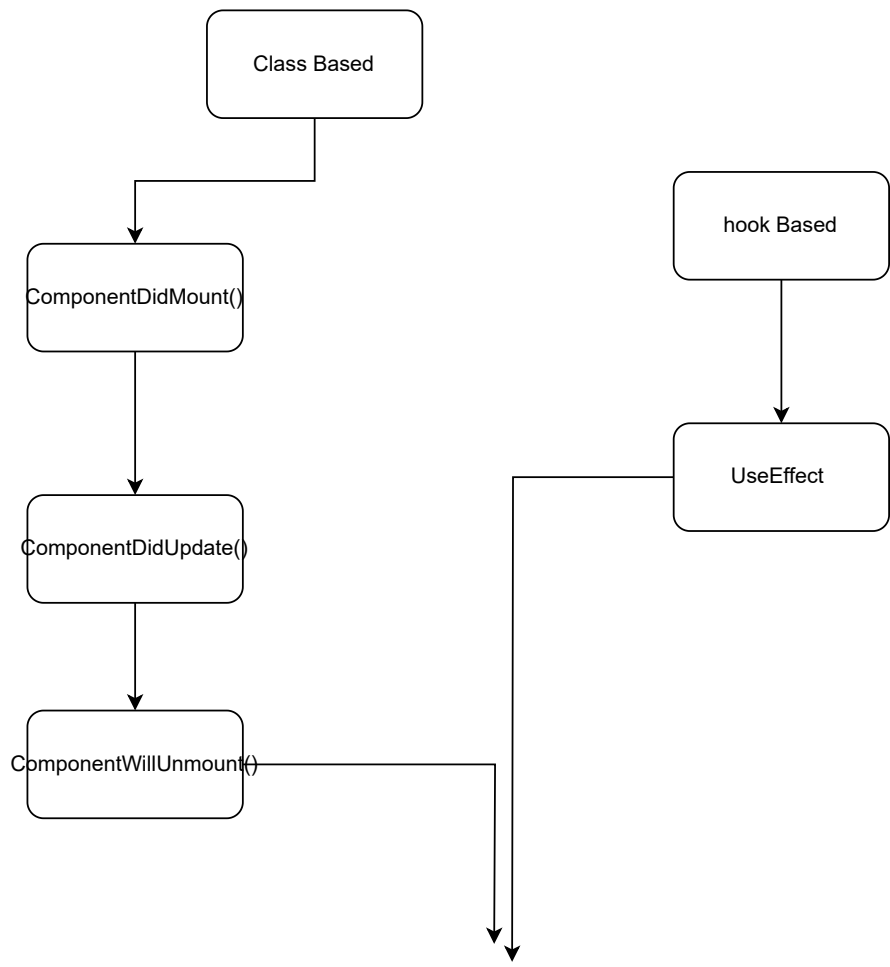 Class Based
hook Based
ComponentDidMount()
UseEffect
ComponentDidUpdate()
ComponentWillUnmount()